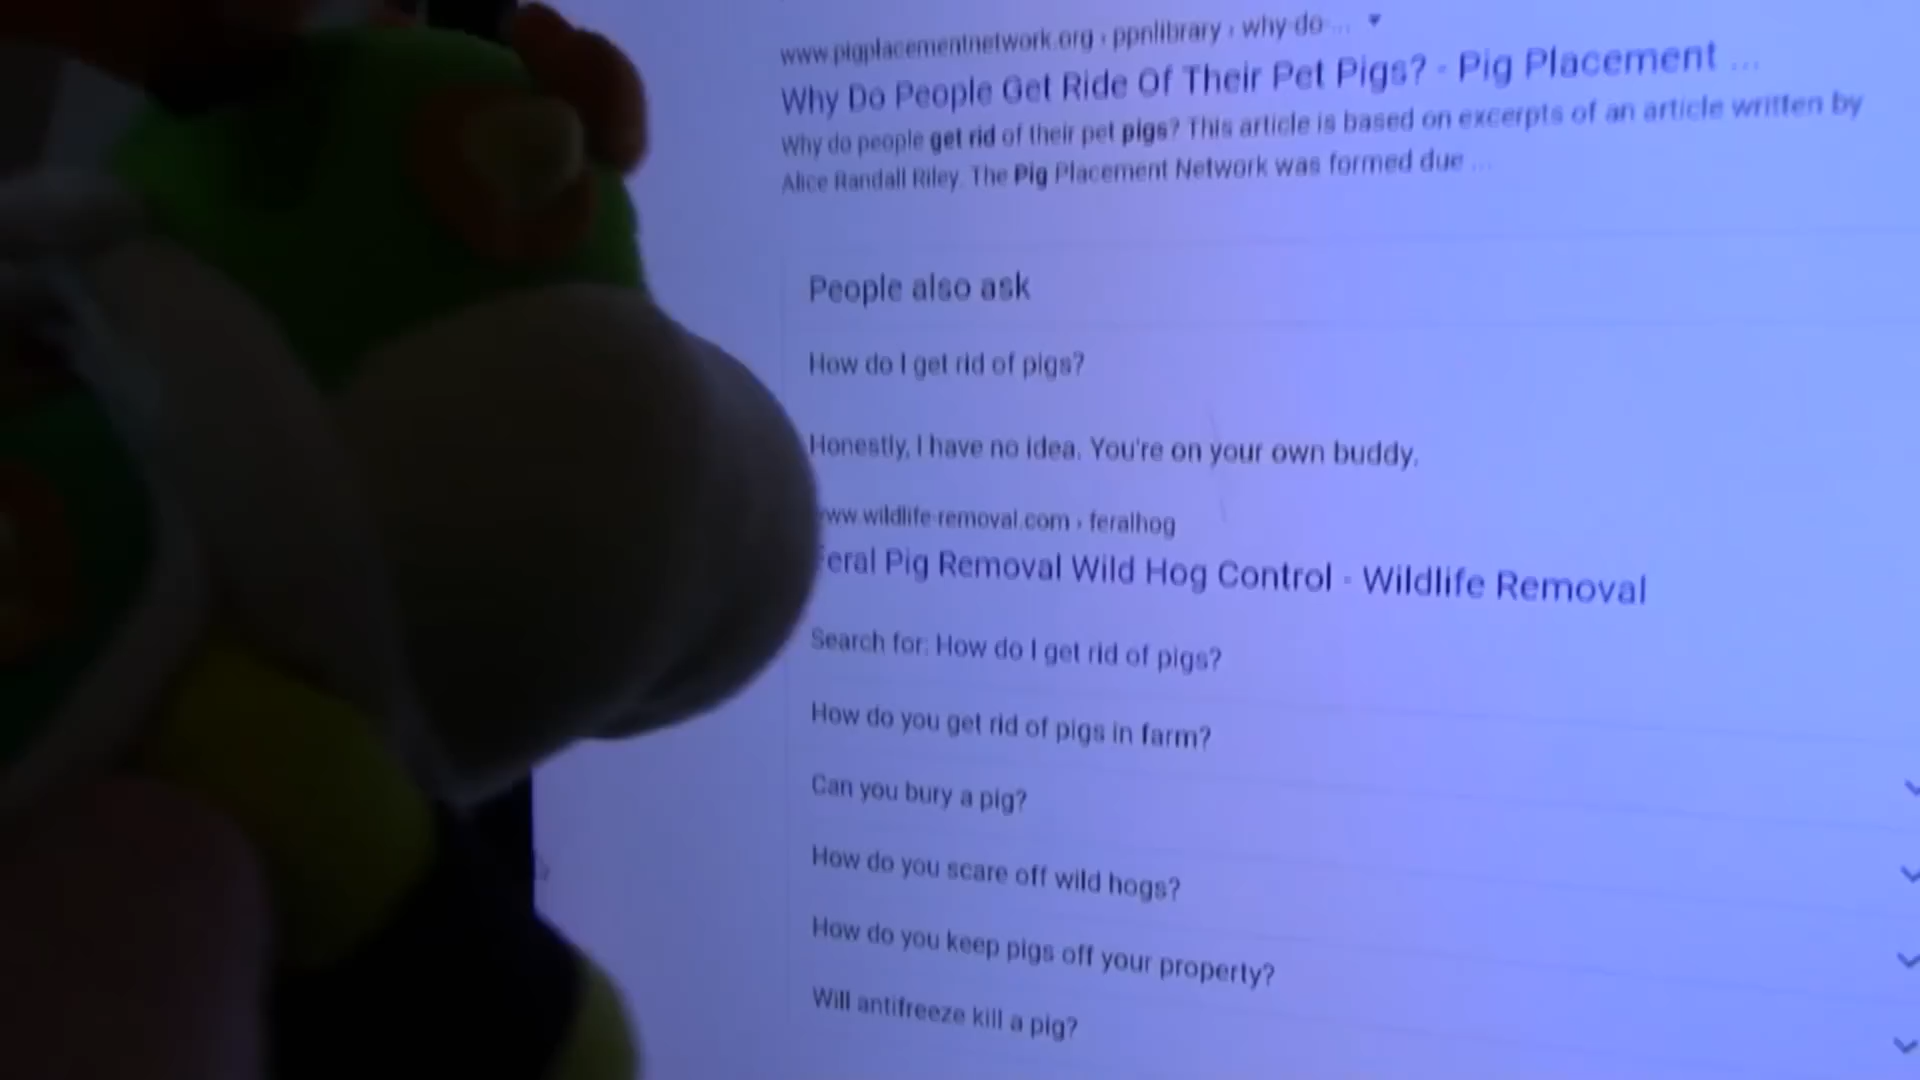 www.pigplacementnetwork.org › ppnlibrary › why-do-...
Why Do People Get Ride Of Their Pet Pigs? - Pig Placement ...
Why do people get rid of their pet pigs? This article is based on excerpts of an article written by
Alice Randall Riley. The Pig Placement Network was formed due ...
People also ask
How do I get rid of pigs?
Honestly, I have no idea. You're on your own buddy.
www.wildlife-removal.com › feralhog
Feral Pig Removal Wild Hog Control - Wildlife Removal
Search for: How do I get rid of pigs?
How do you get rid of pigs in farm?
Can you bury a pig?
How do you scare off wild hogs?
How do you keep pigs off your property?
Will antifreeze kill a pig?